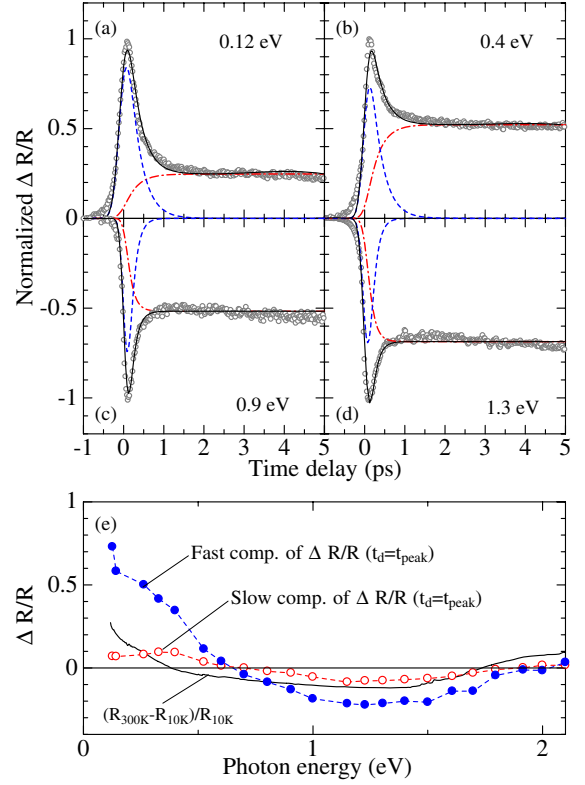 (a)
0.12 eV
(b)
0.4 eV
1
0.5
0
-0.5
-1
Normalized Δ R/R
(c)
0.9 eV
(d)
1.3 eV
-1 0 1 2 3 4 5 0 1 2 3 4 5
Time delay (ps)
(e)
1
0.5
0
Δ R/R
Fast comp. of Δ R/R (t_d=t_peak)
Slow comp. of Δ R/R (t_d=t_peak)
(R_300K-R_10K)/R_10K
0 1 2
Photon energy (eV)